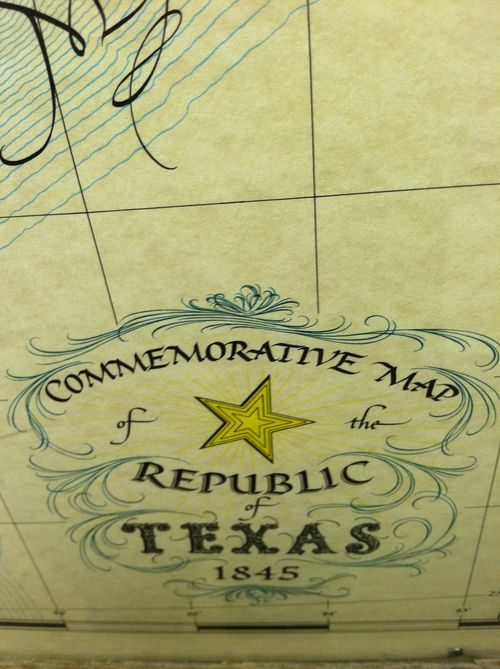 COMMEMORATIVE MAP
of the
REPUBLIC
of
TEXAS
1845